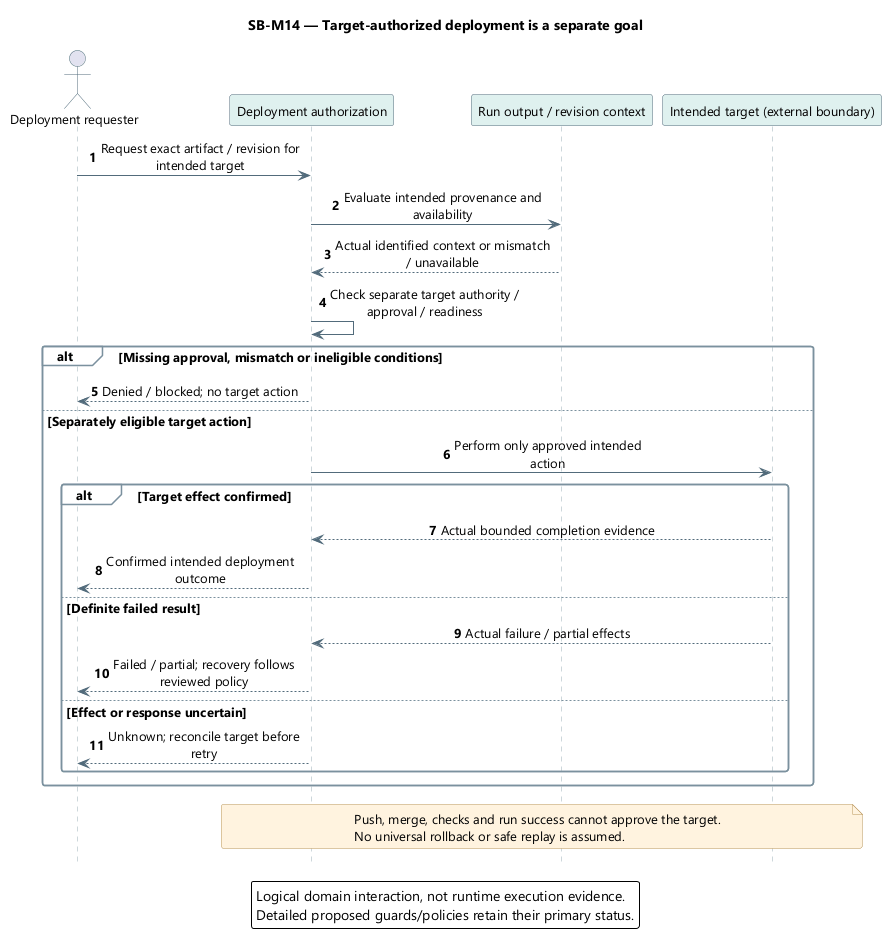 SB-M14 — Target-authorized deployment is a separate goal
Deployment requester
Deployment authorization
Run output / revision context
Intended target (external boundary)
1 Request exact artifact / revision for
intended target
2 Evaluate intended provenance and
availability
3 Actual identified context or mismatch
/ unavailable
4 Check separate target authority /
approval / readiness
alt [Missing approval, mismatch or ineligible conditions]
5 Denied / blocked; no target action
[Separately eligible target action]
6 Perform only approved intended
action
alt [Target effect confirmed]
7 Actual bounded completion evidence
8 Confirmed intended deployment
outcome
[Definite failed result]
9 Actual failure / partial effects
10 Failed / partial; recovery follows
reviewed policy
[Effect or response uncertain]
11 Unknown; reconcile target before
retry
Push, merge, checks and run success cannot approve the target.
No universal rollback or safe replay is assumed.
Logical domain interaction, not runtime execution evidence.
Detailed proposed guards/policies retain their primary status.